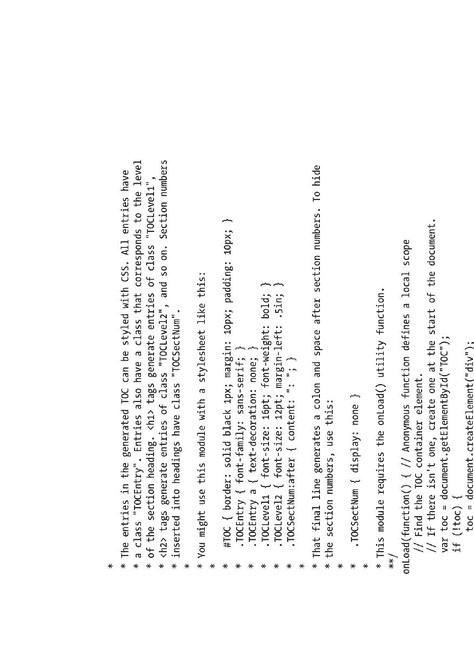 *
* The entries in the generated TOC can be styled with CSS. All entries have
* a class "TOCEntry". Entries also have a class that corresponds to the level
* of the section heading. <h1> tags generate entries of class "TOCLevel1",
* <h2> tags generate entries of class "TOCLevel2", and so on. Section numbers
* inserted into headings have class "TOCSectNum".
*
* You might use this module with a stylesheet like this:
*
* #TOC { border: solid black 1px; margin: 10px; padding: 10px; }
* .TOCEntry { font-family: sans-serif; }
* .TOCEntry a { text-decoration: none; }
* .TOCLevel1 { font-size: 16pt; font-weight: bold; }
* .TOCLevel2 { font-size: 12pt; margin-left: .5in; }
* .TOCSectNum:after { content: ": "; }
*
* That final line generates a colon and space after section numbers. To hide
* the section numbers, use this:
*
* .TOCSectNum { display: none }
*
* This module requires the onLoad() utility function.
**/
onLoad(function() { // Anonymous function defines a local scope
// Find the TOC container element.
// If there isn't one, create one at the start of the document.
var toc = document.getElementById("TOC");
if (!toc) {
toc = document.createElement("div");